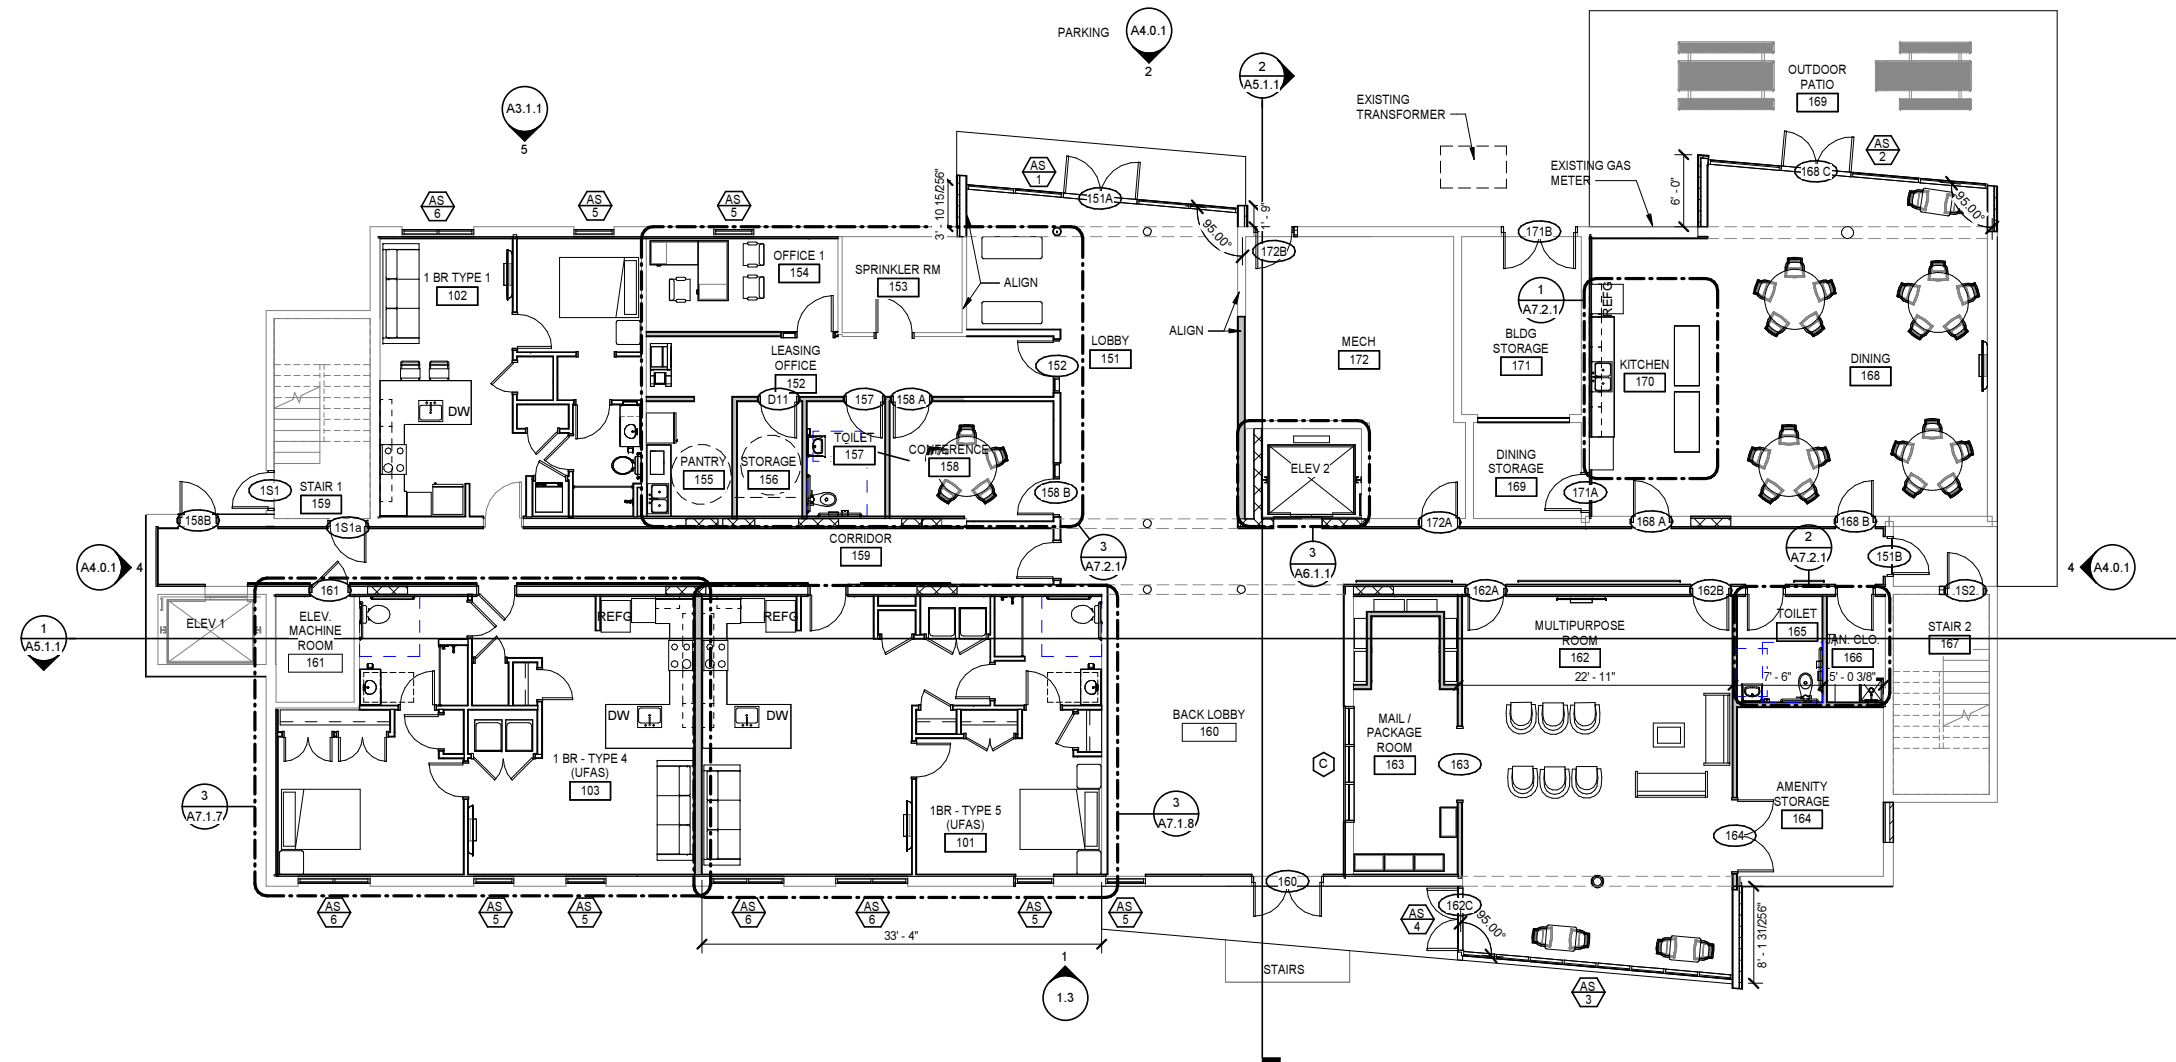 PARKING
A4.0.1
2
2
A5.1.1
A3.1.1
5
EXISTING
TRANSFORMER
OUTDOOR
PATIO
169
EXISTING GAS
METER
AS
1
AS
2
151A
168 C
6' - 0"
95.00°
3' - 10 15/256"
1' - 9"
95.00°
AS
6
AS
5
AS
5
171B
172B
1 BR TYPE 1
102
OFFICE 1
154
SPRINKLER RM
153
ALIGN
ALIGN
1
A7.2.1
REFG
LOBBY
151
MECH
172
BLDG
STORAGE
171
KITCHEN
170
DINING
168
LEASING
OFFICE
152
152
D11
157
158 A
DW
TOILET
157
CONFERENCE
158
PANTRY
155
STORAGE
156
ELEV 2
DINING
STORAGE
169
STAIR 1
159
1S1
158 B
171A
158B
1S1a
172A
168 A
168 B
CORRIDOR
159
3
A7.2.1
3
A6.1.1
2
A7.2.1
151B
A4.0.1
4
4
A4.0.1
161
162A
162B
1S2.
ELEV 1
ELEV.
MACHINE
ROOM
161
REFG
REFG
MULTIPURPOSE
ROOM
162
TOILET
165
JAN. CLO.
166
STAIR 2
167
1
A5.1.1
22' - 11"
7' - 6"
5' - 0 3/8"
DW
DW
BACK LOBBY
160
MAIL /
PACKAGE
ROOM
163
C
163
1 BR - TYPE 4
(UFAS)
103
1BR - TYPE 5
(UFAS)
101
3
A7.1.7
3
A7.1.8
AMENITY
STORAGE
164
164
160
162C
AS
6
AS
5
AS
5
AS
6
AS
6
AS
5
AS
5
AS
4
95.00°
33' - 4"
8' - 1 31/256"
STAIRS
1
1.3
AS
3